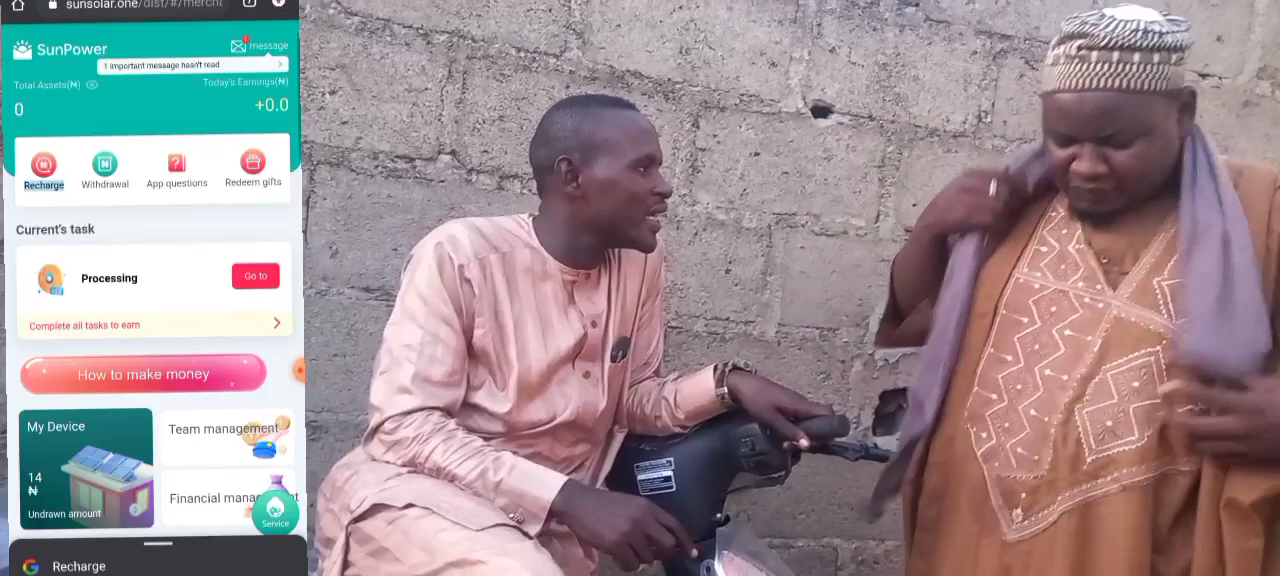 sunsolar.one/dist/#/mercha
SunPower
message
1 important message hasn't read
Total Assets(₦)
Today's Earnings(₦)
0
+0.0
Recharge
Withdrawal
App questions
Redeem gifts
Current's task
Processing
Go to
Complete all tasks to earn
How to make money
My Device
Team management
14
₦
Undrawn amount
Financial mana
t
Service
Recharge